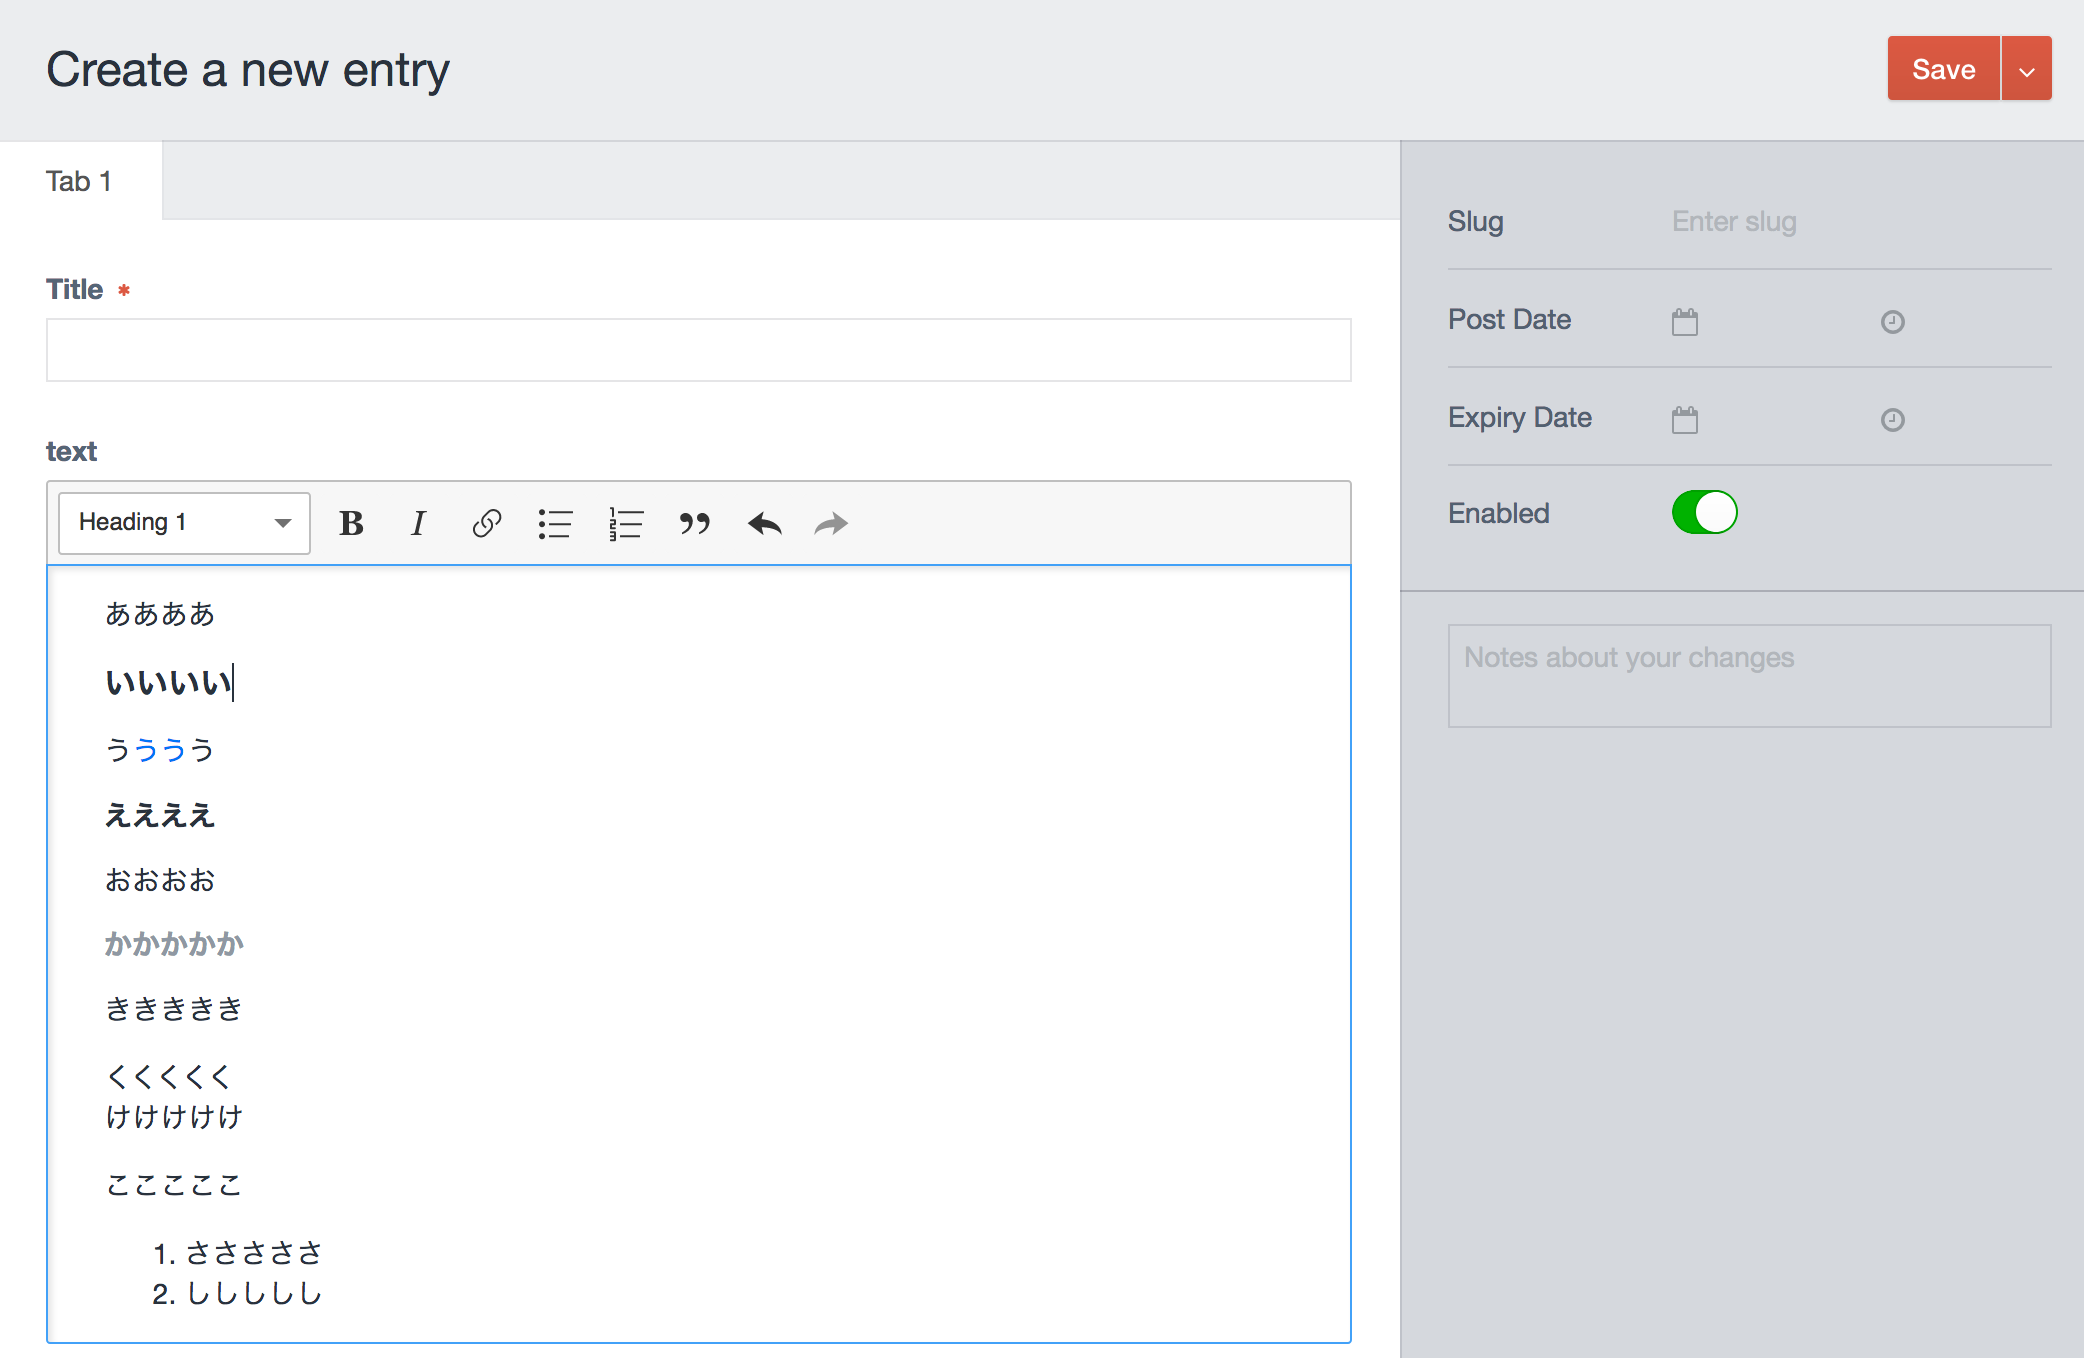 Create a new entry
Save
Tab 1
Title *
text
Heading 1
B I
ああああ
いいいい
うううう
ええええ
おおおお
かかかかか
ききききき
くくくくく
けけけけけ
こここここ
1. さささささ
2. ししししし
Slug Enter slug
Post Date
Expiry Date
Enabled
Notes about your changes